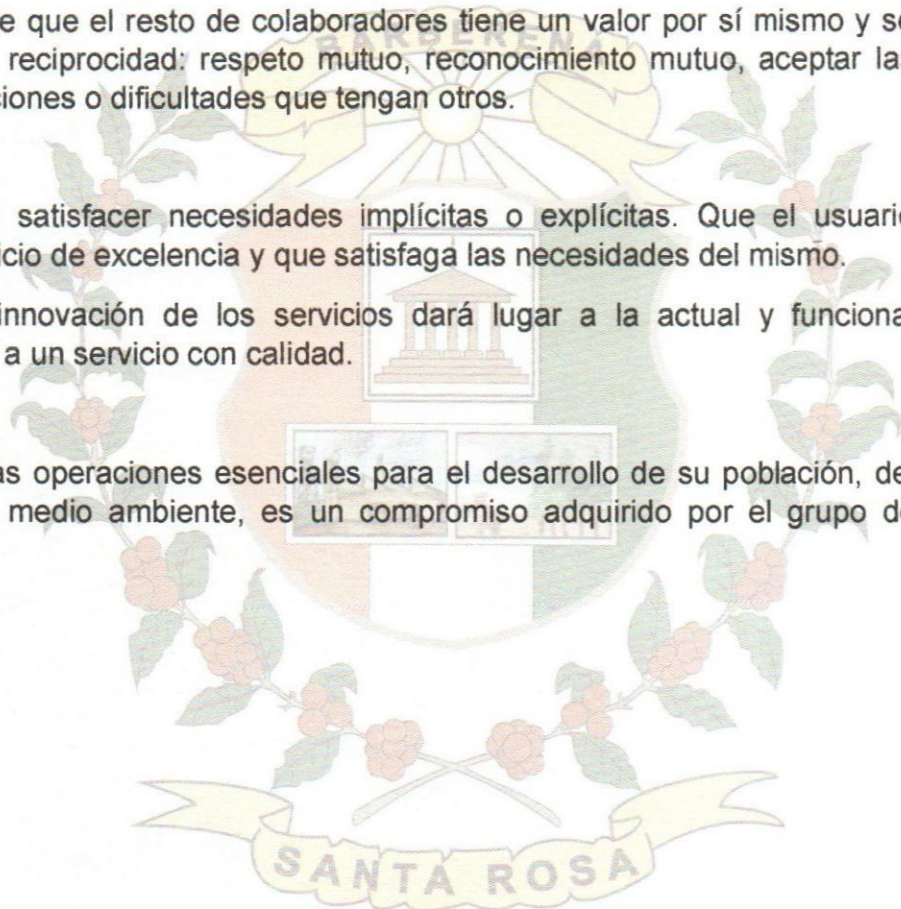 e que el resto de colaboradores tiene un valor por sí mismo y se
BARBERENA
reciprocidad: respeto mutuo, reconocimiento mutuo, aceptar las
ciones o dificultades que tengan otros.
satisfacer necesidades implícitas o explícitas. Que el usuario
icio de excelencia y que satisfaga las necesidades del mismo.
innovación de los servicios dará lugar a la actual y funciona
a un servicio con calidad.
as operaciones esenciales para el desarrollo de su población, de
medio ambiente, es un compromiso adquirido por el grupo de
SANTA ROSA